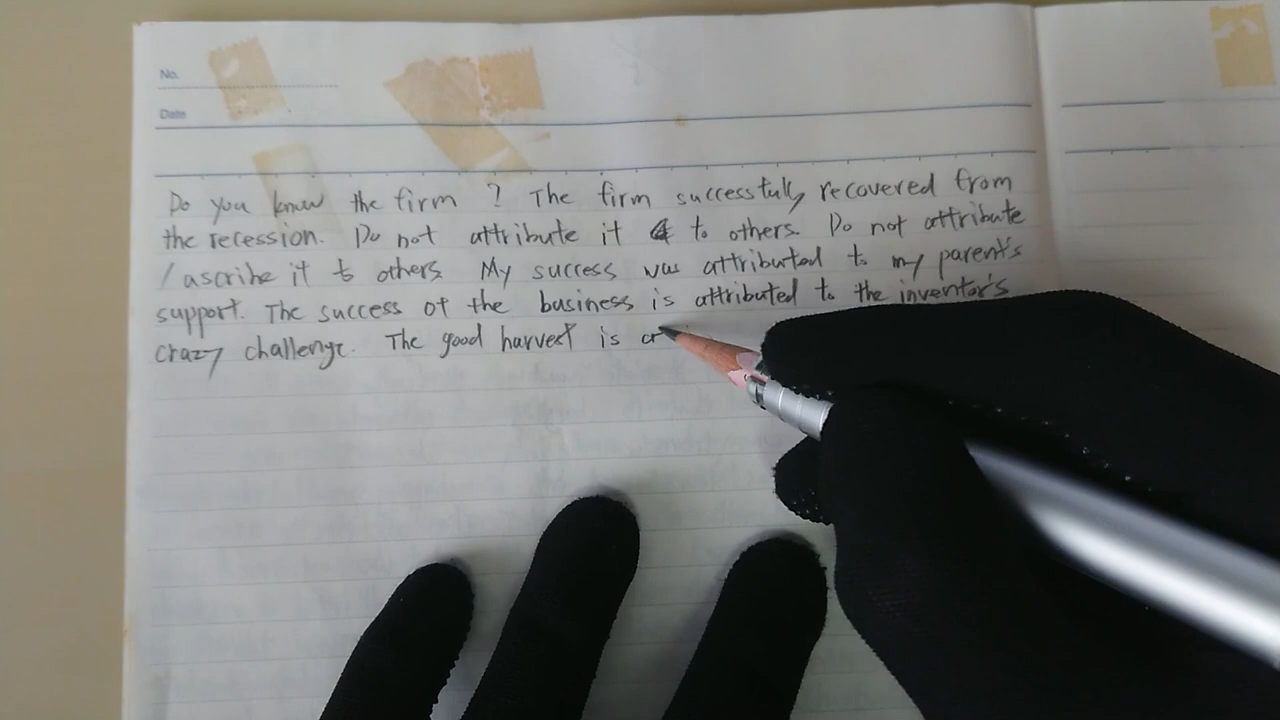 No.
Date
Do you know the firm ? The firm successfully recovered from
the recession. Do not attribute it to others. Do not attribute
/ ascribe it to others. My success was attributed to my parent's
support. The success of the business is attributed to the inventor's
crazy challenge. The good harvest is